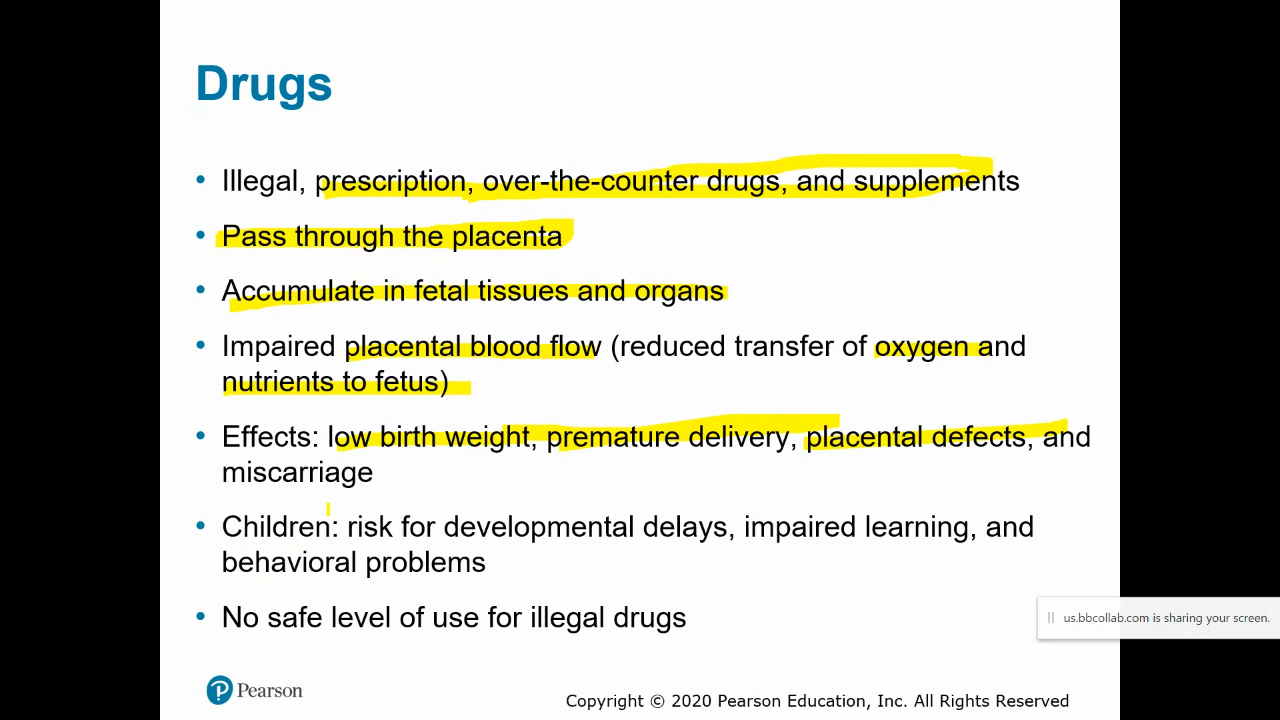 Drugs
• Illegal, prescription, over-the-counter drugs, and supplements
• Pass through the placenta
• Accumulate in fetal tissues and organs
• Impaired placental blood flow (reduced transfer of oxygen and
nutrients to fetus)
• Effects: low birth weight, premature delivery, placental defects, and
miscarriage
• Children: risk for developmental delays, impaired learning, and
behavioral problems
• No safe level of use for illegal drugs
us.bbcollab.com is sharing your screen.
P Pearson
Copyright © 2020 Pearson Education, Inc. All Rights Reserved